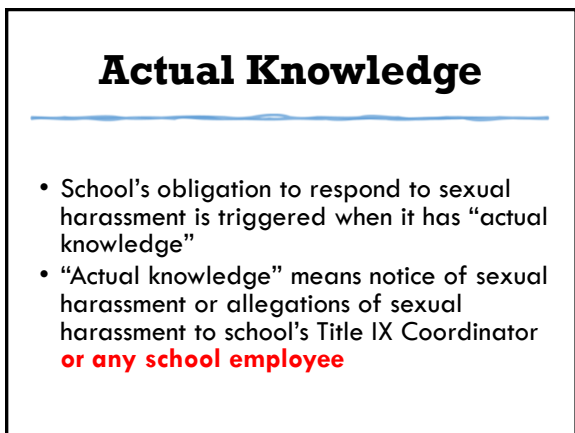 Actual Knowledge
• School's obligation to respond to sexual
harassment is triggered when it has “actual
knowledge”
• “Actual knowledge” means notice of sexual
harassment or allegations of sexual
harassment to school's Title IX Coordinator
or any school employee